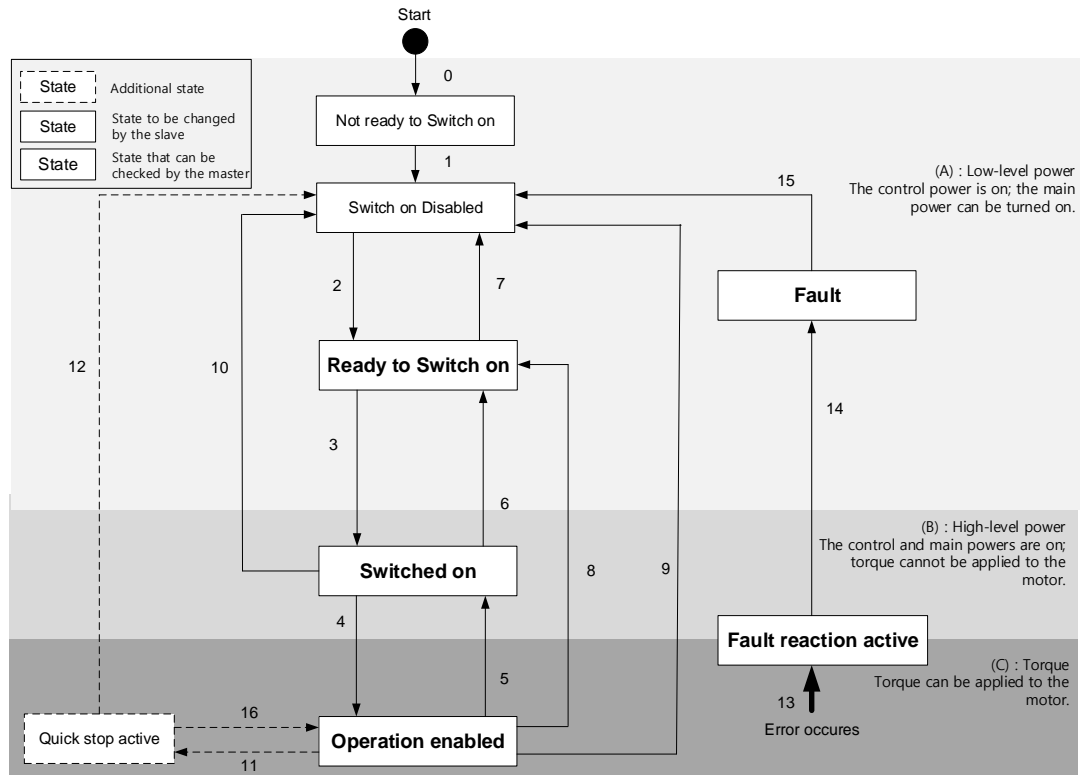 Start
0
State
Additional state
State
State to be changed
by the slave
State
State that can be
checked by the master
Not ready to Switch on
1
Switch on Disabled
15
(A) : Low-level power
The control power is on; the main
power can be turned on.
2
7
Fault
Ready to Switch on
12
10
14
3
6
(B) : High-level power
The control and main powers are on;
torque cannot be applied to the
motor.
Switched on
8
9
4
Fault reaction active
5
(C) : Torque
Torque can be applied to the
motor.
13
Error occures
16
Quick stop active
Operation enabled
11